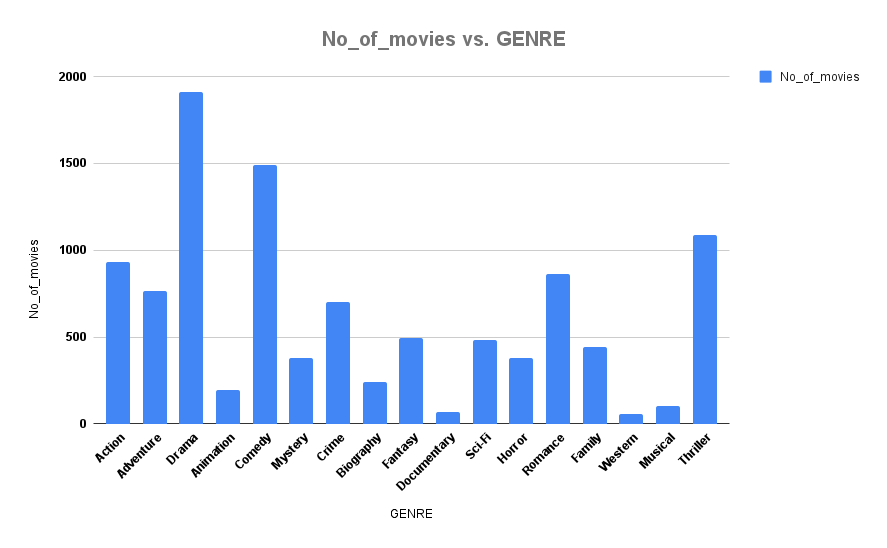 No_of_movies vs. GENRE
No_of_movies
2000
1500
1000
500
0
No_of_movies
Action
Adventure
Drama
Animation
Comedy
Mystery
Crime
Biography
Fantasy
Documentary
Sci-Fi
Horror
Romance
Family
Western
Musical
Thriller
GENRE